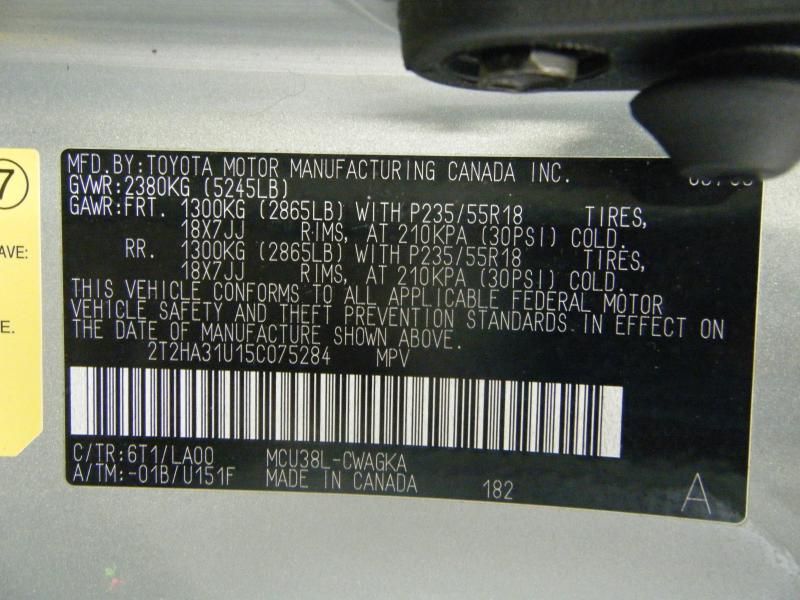 MFD.BY:TOYOTA MOTOR MANUFACTURING CANADA INC.
GVWR:2380KG (5245LB)
GAWR:FRT. 1300KG (2865LB) WITH P235/55R18 TIRES,
18X7JJ RIMS, AT 210KPA (30PSI) COLD.
RR. 1300KG (2865LB) WITH P235/55R18 TIRES,
18X7JJ RIMS, AT 210KPA (30PSI) COLD.
THIS VEHICLE CONFORMS TO ALL APPLICABLE FEDERAL MOTOR
VEHICLE SAFETY AND THEFT PREVENTION STANDARDS IN EFFECT ON
THE DATE OF MANUFACTURE SHOWN ABOVE.
2T2HA31U15C075284 MPV
C/TR:6T1/LA00 MCU38L-CWAGKA
A/TM:-01B/U151F MADE IN CANADA 182 A
7
AVE:
E.